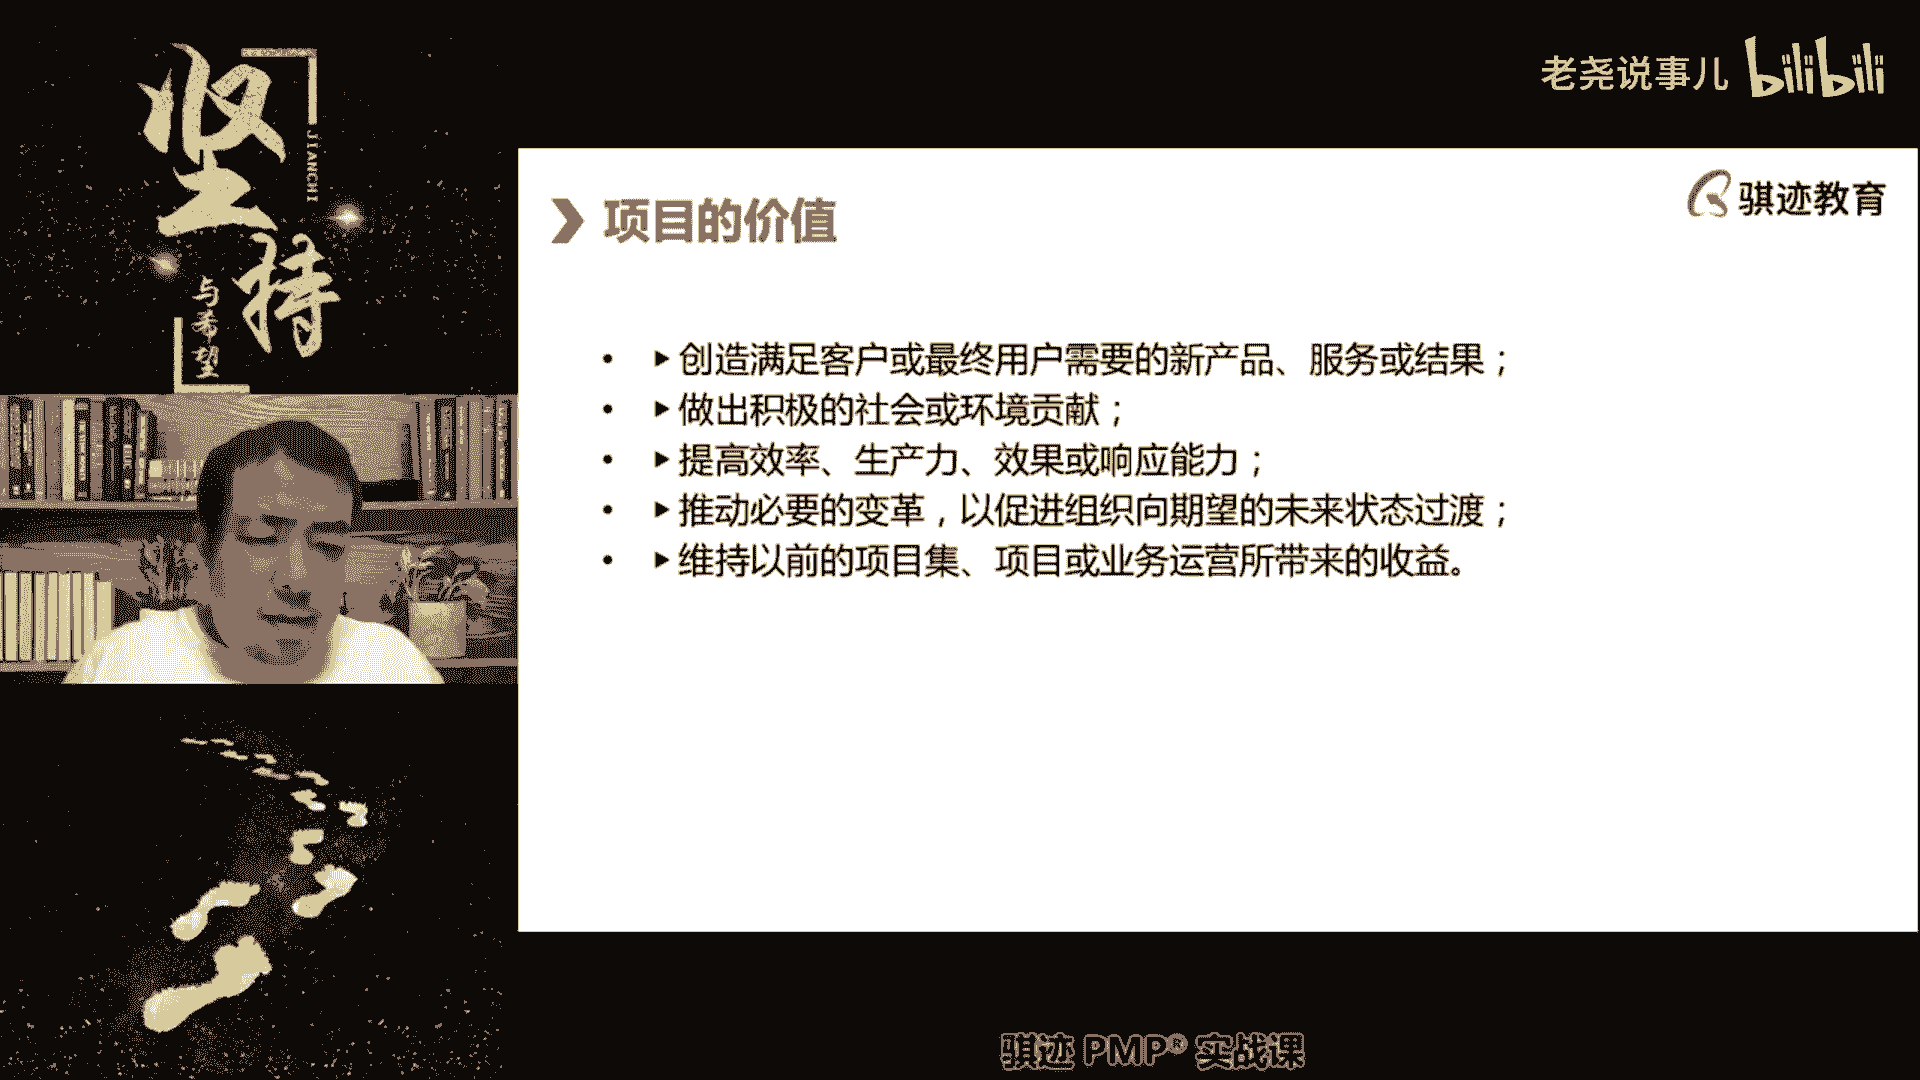 坚持
JIANCHI
与希望
老尧说事儿 bilibili
骐迹教育
项目的价值
• ▶创造满足客户或最终用户需要的新产品、服务或结果；
• ▶做出积极的社会或环境贡献；
• ▶提高效率、生产力、效果或响应能力；
• ▶推动必要的变革，以促进组织向期望的未来状态过渡；
• ▶维持以前的项目集、项目或业务运营所带来的收益。
骐迹 PMP® 实战课